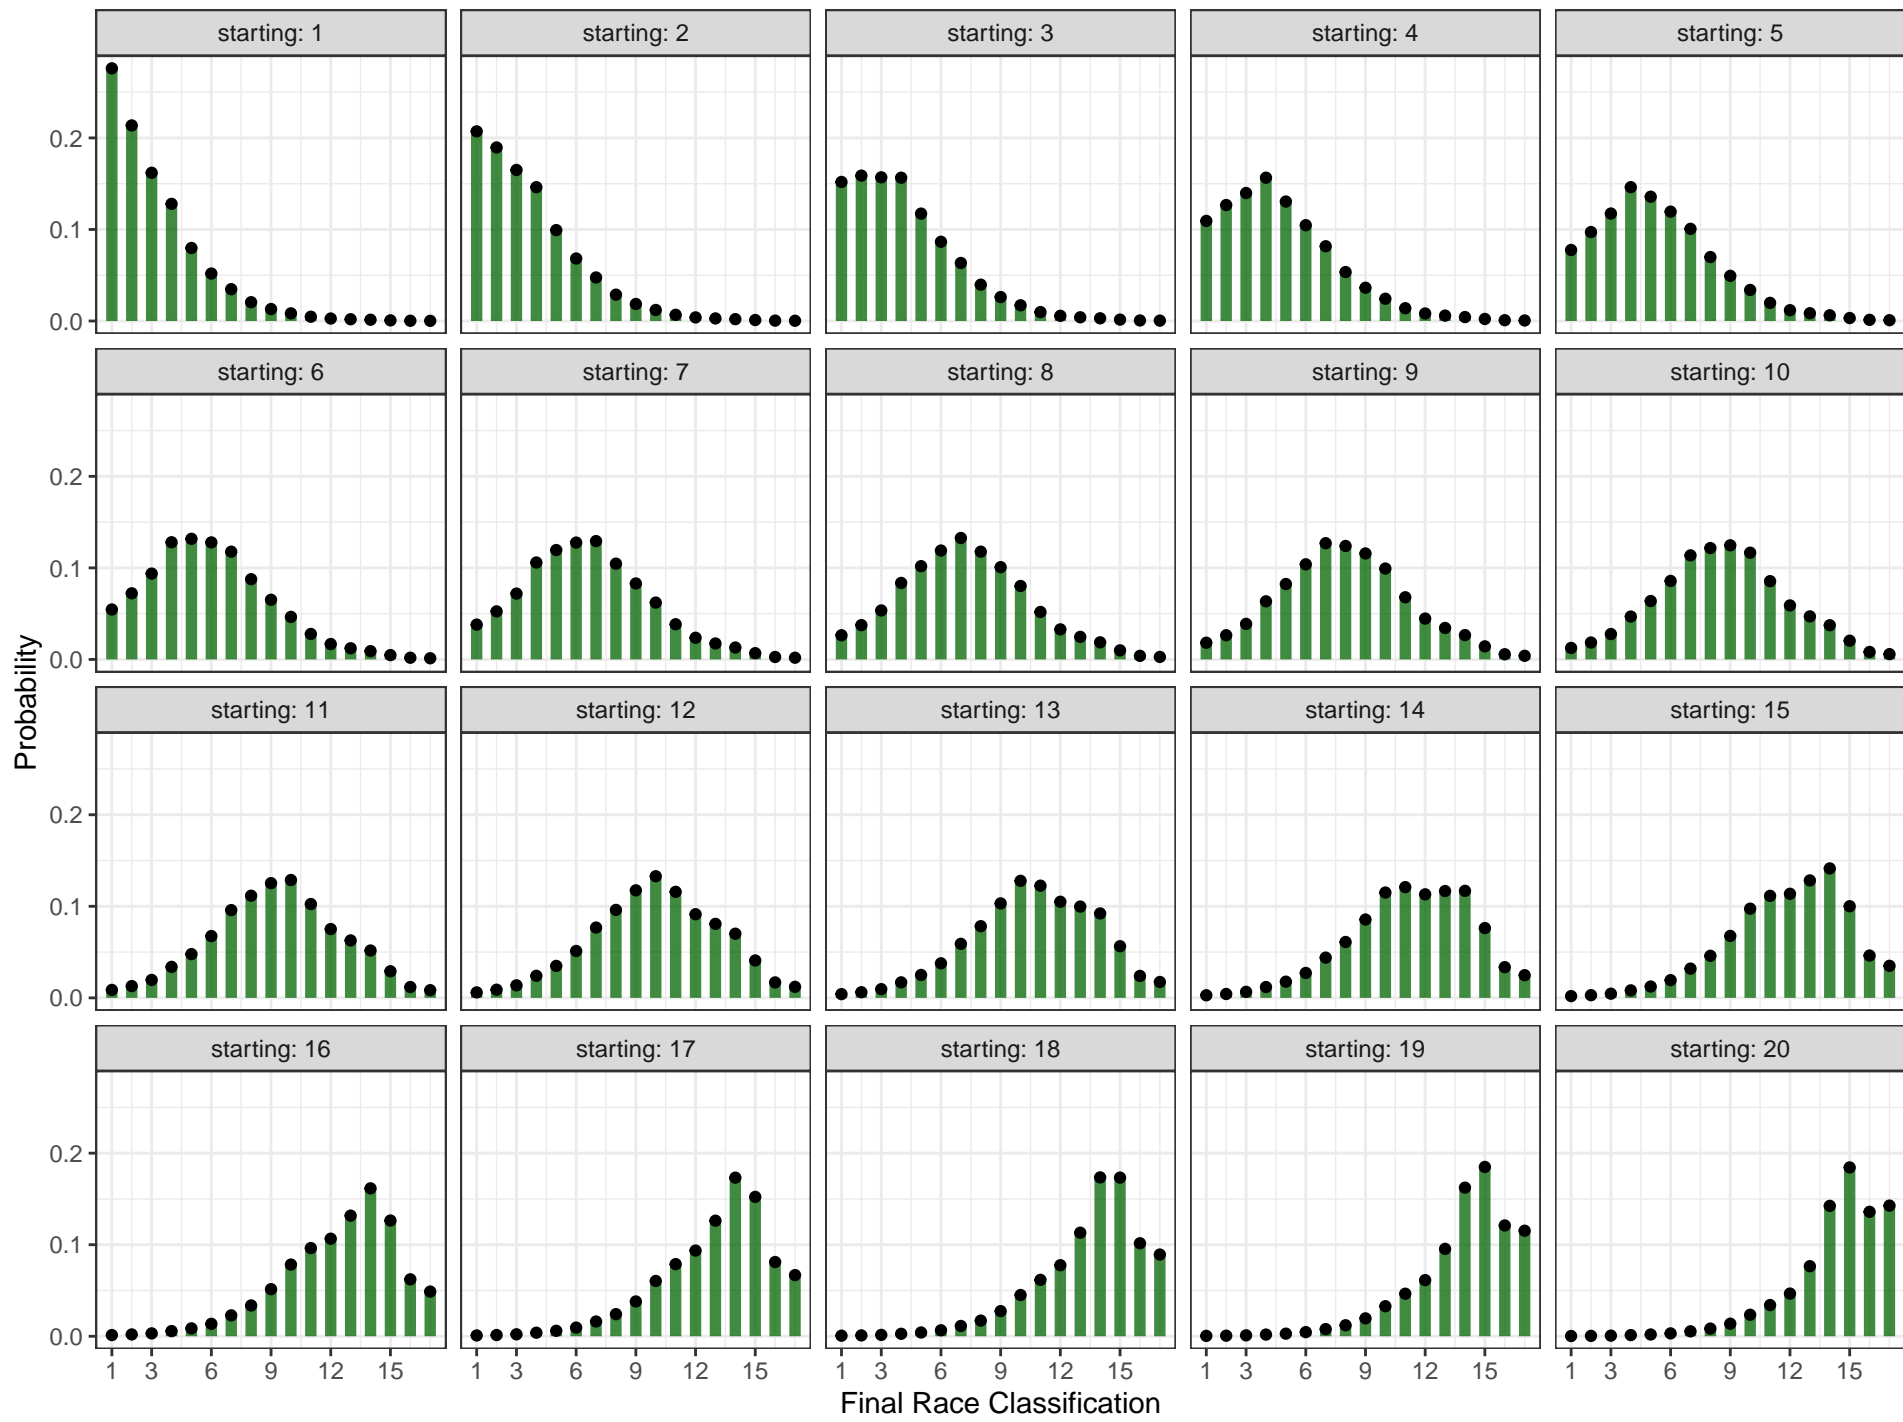 starting: 1 starting: 2 starting: 3 starting: 4 starting: 5
0.2
0.1
0.0
starting: 6 starting: 7 starting: 8 starting: 9 starting: 10
0.2
0.1
0.0
Probability
starting: 11 starting: 12 starting: 13 starting: 14 starting: 15
0.2
0.1
0.0
starting: 16 starting: 17 starting: 18 starting: 19 starting: 20
0.2
0.1
0.0
1 3 6 9 12 15 1 3 6 9 12 15 1 3 6 9 12 15 1 3 6 9 12 15 1 3 6 9 12 15
Final Race Classification